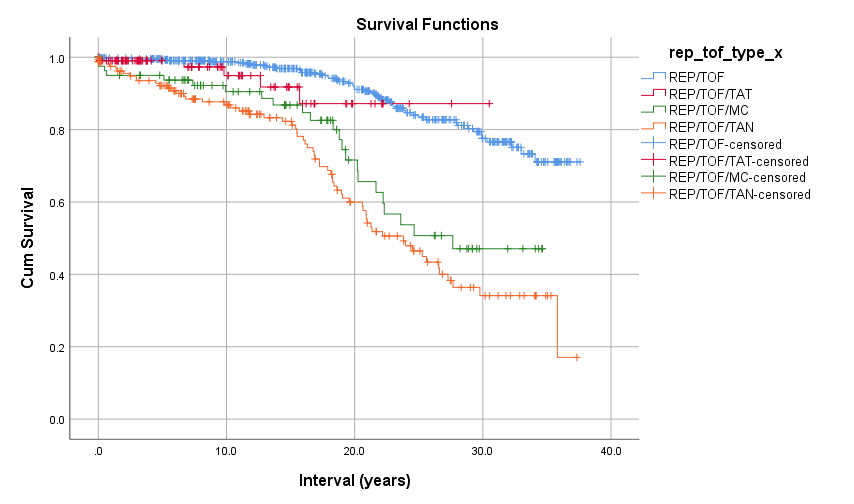 Survival Functions
rep_tof_type_x
REP/TOF
REP/TOF/TAT
REP/TOF/MC
REP/TOF/TAN
REP/TOF-censored
REP/TOF/TAT-censored
REP/TOF/MC-censored
REP/TOF/TAN-censored
Cum Survival
1.0
0.8
0.6
0.4
0.2
0.0
.0 10.0 20.0 30.0 40.0
Interval (years)